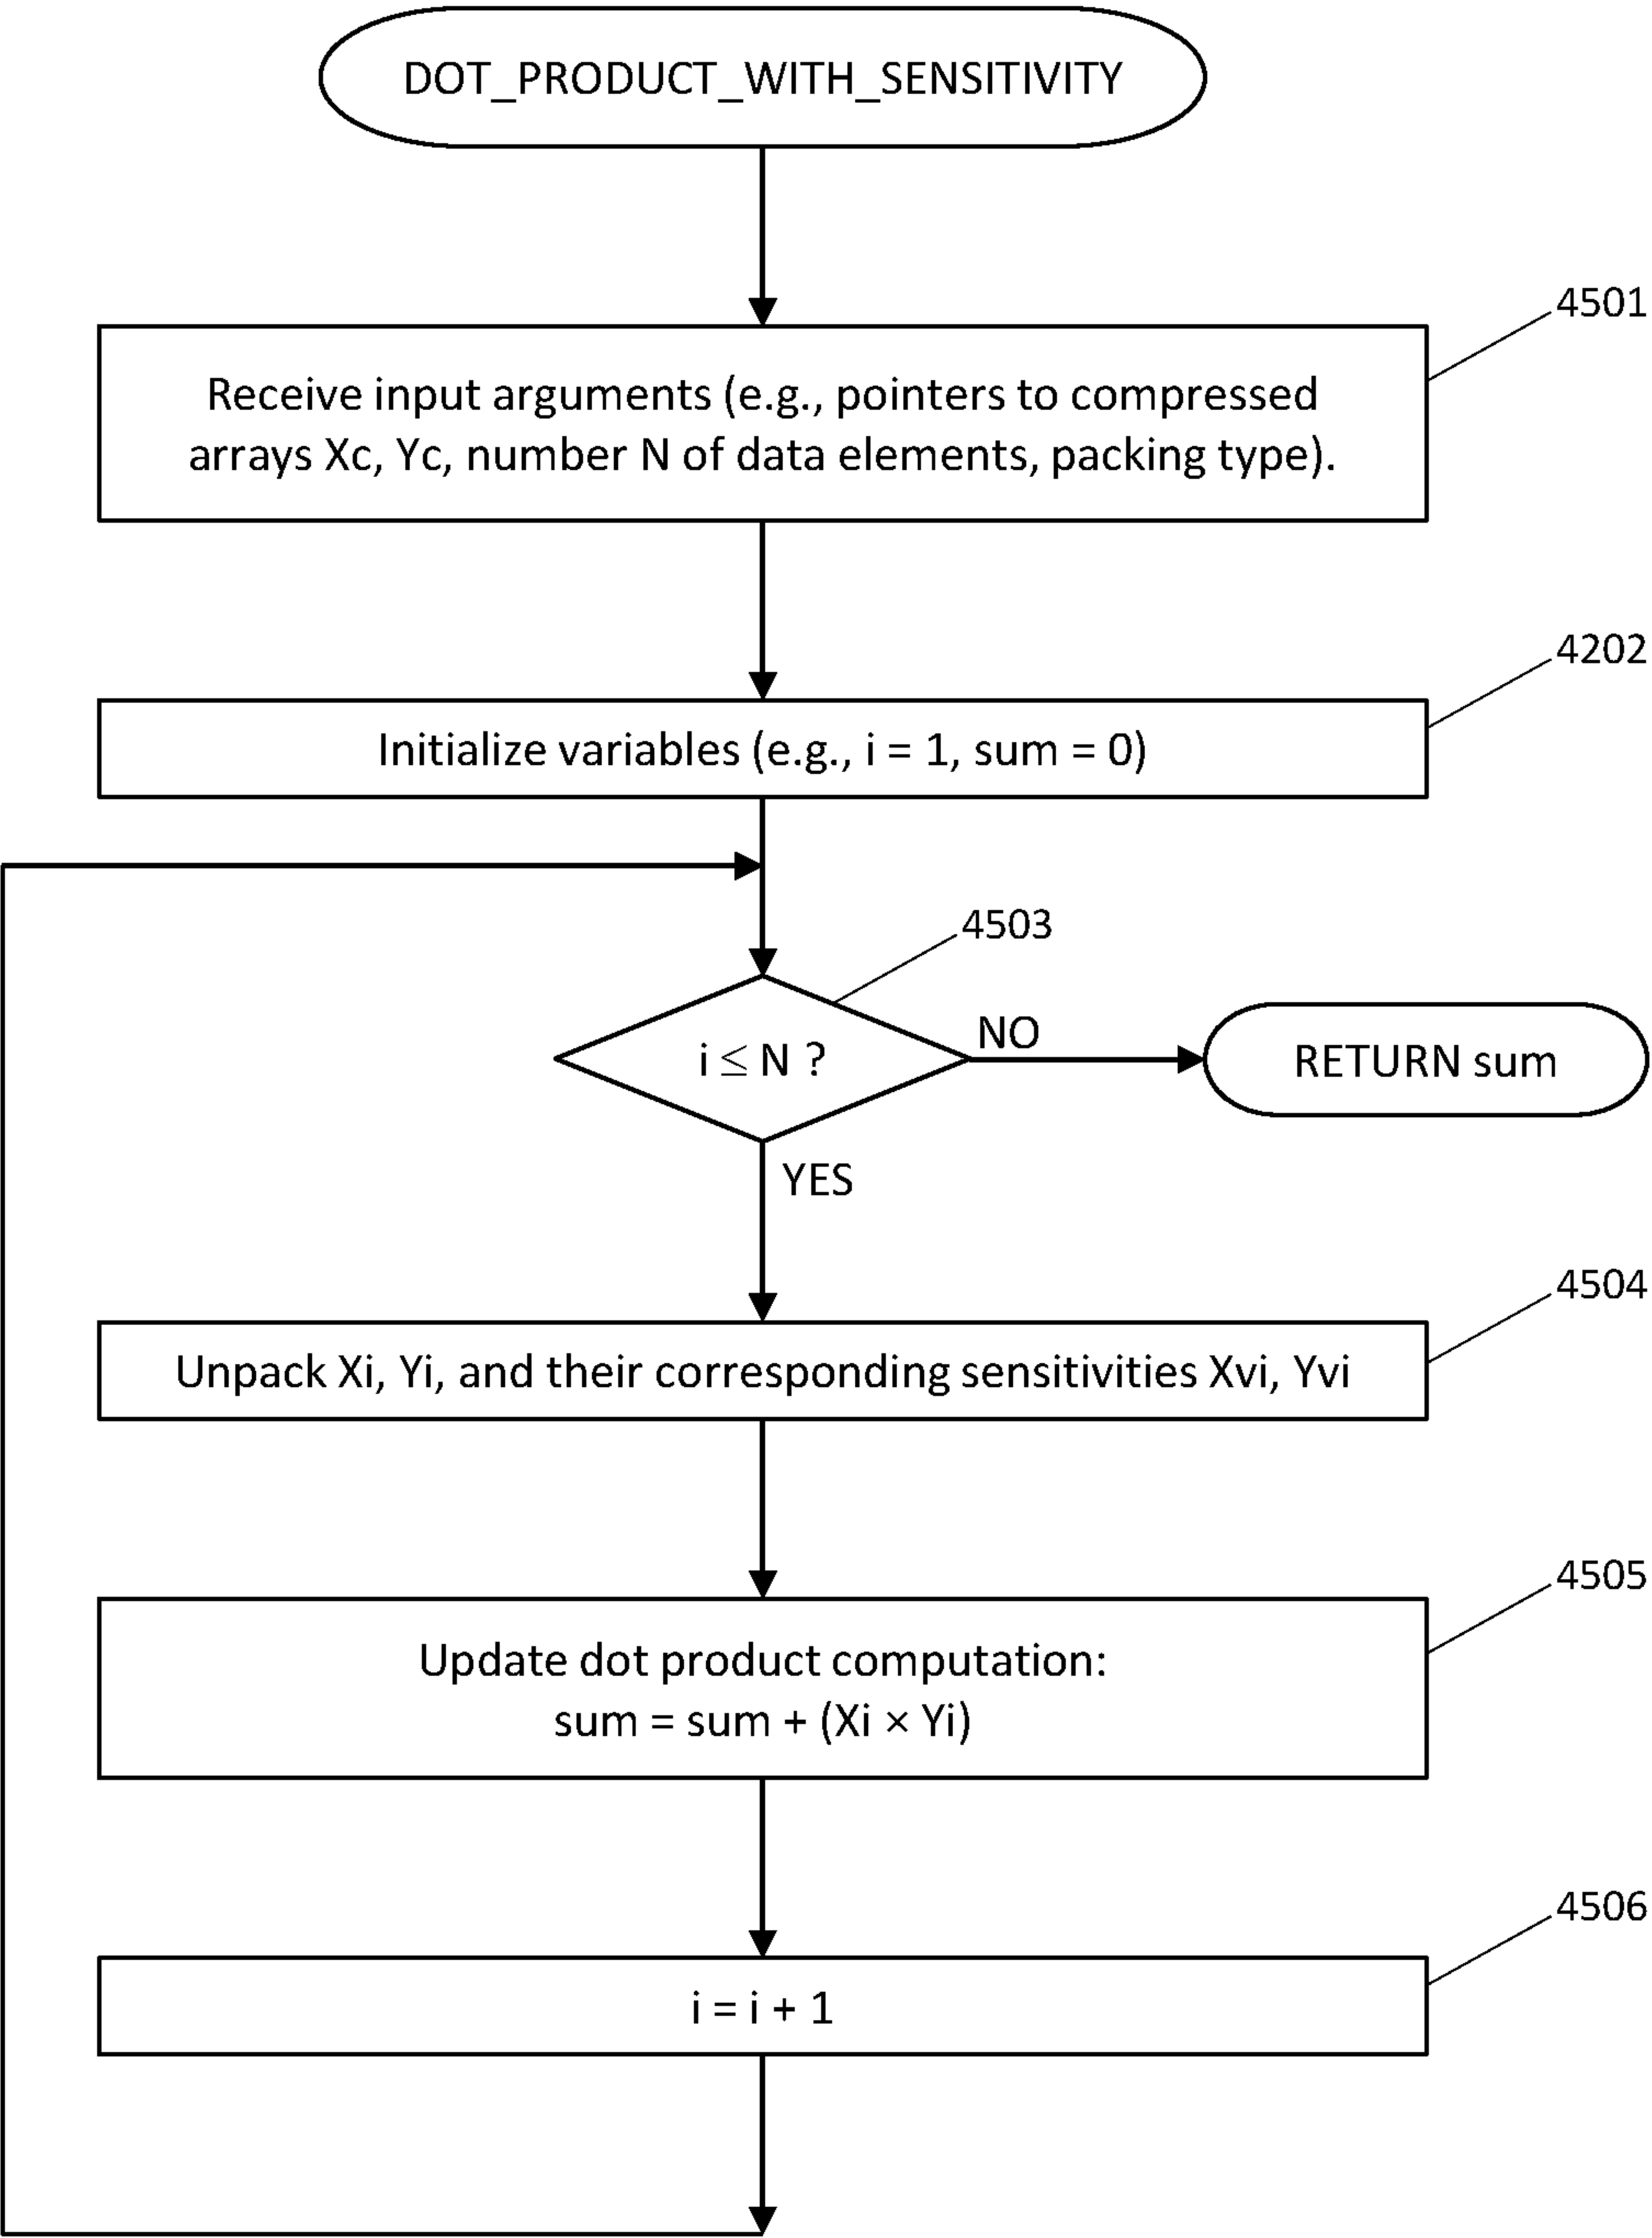 DOT_PRODUCT_WITH_SENSITIVITY
4501
Receive input arguments (e.g., pointers to compressed
arrays Xc, Yc, number N of data elements, packing type).
4202
Initialize variables (e.g., i = 1, sum = 0)
4503
i ≤ N ?
NO
RETURN sum
YES
4504
Unpack Xi, Yi, and their corresponding sensitivities Xvi, Yvi
4505
Update dot product computation:
sum = sum + (Xi × Yi)
4506
i = i + 1